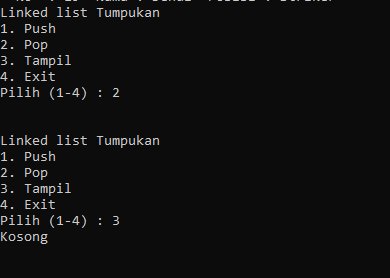 Linked list Tumpukan
1. Push
2. Pop
3. Tampil
4. Exit
Pilih (1-4) : 2
Linked list Tumpukan
1. Push
2. Pop
3. Tampil
4. Exit
Pilih (1-4) : 3
Kosong